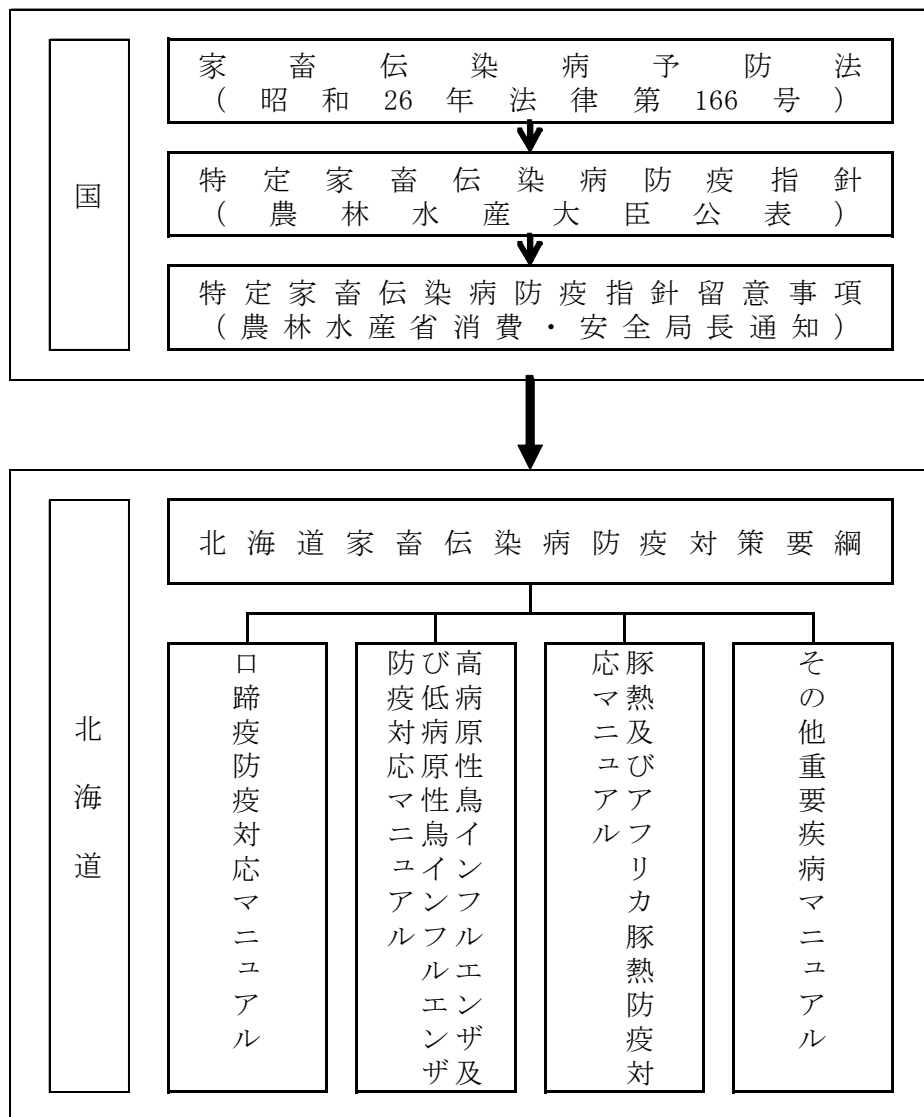 国
家畜伝染病予防法
(昭和26年法律第166号)
特定家畜伝染病防疫指針
(農林水産大臣公表)
特定家畜伝染病防疫指針留意事項
(農林水産省消費・安全局長通知)
北海道
北海道家畜伝染病防疫対策要綱
口蹄疫防疫対応マニュアル
高病原性鳥インフルエンザ及
び低病原性鳥インフルエンザ
防疫対応マニュアル
豚熱及びアフリカ豚熱防疫対
応マニュアル
その他重要疾病マニュアル